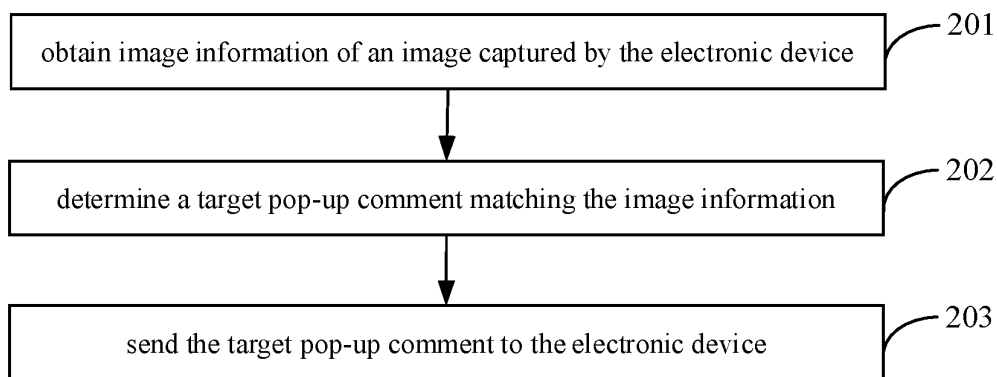 obtain image information of an image captured by the electronic device
201
determine a target pop-up comment matching the image information
202
send the target pop-up comment to the electronic device
203